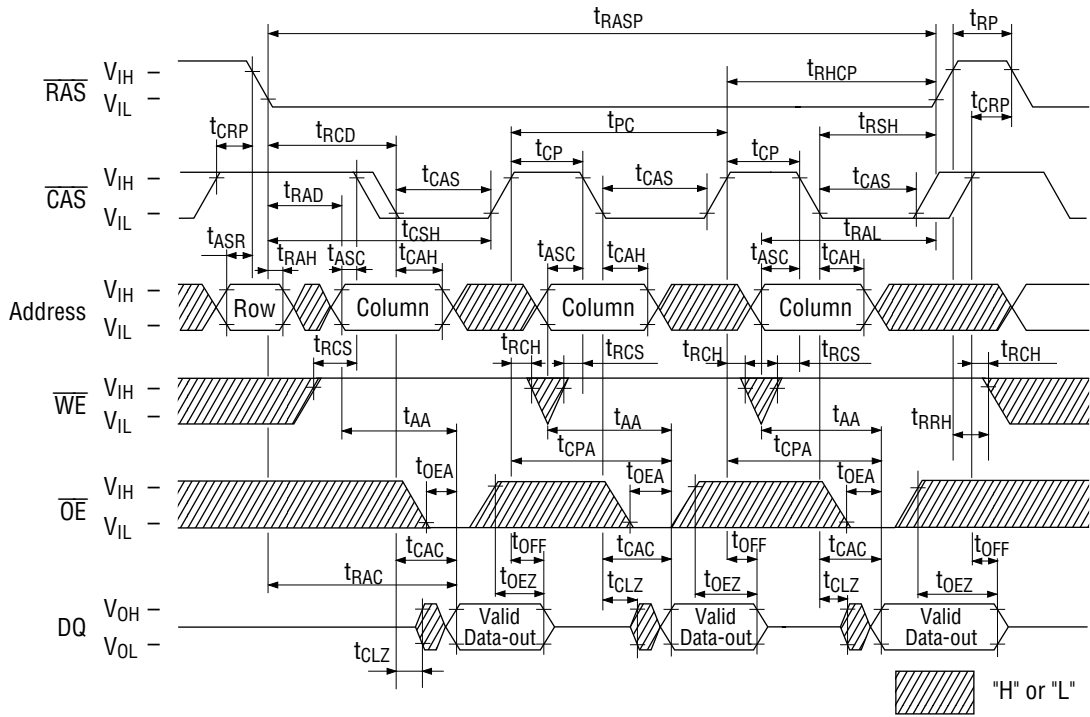 tRASP
tRP
VIH
RAS
VIL
tRHCP
tCRP
tRCD
tPC
tRSH
tCRP
tCP
tCP
VIH
CAS
VIL
tCAS
tCAS
tCAS
tRAD
tCSH
tRAL
tASR
tRAH
tASC
tCAH
tASC
tCAH
tASC
tCAH
VIH
Address
VIL
Row
Column
Column
Column
tRCS
tRCH
tRCS
tRCH
tRCS
tRCH
VIH
WE
VIL
tAA
tAA
tAA
tRRH
tCPA
tCPA
tOEA
tOEA
tOEA
VIH
OE
VIL
tCAC
tOFF
tCAC
tOFF
tCAC
tOFF
tRAC
tOEZ
tCLZ
tOEZ
tCLZ
tOEZ
VOH
DQ
VOL
Valid
Data-out
Valid
Data-out
Valid
Data-out
tCLZ
"H" or "L"